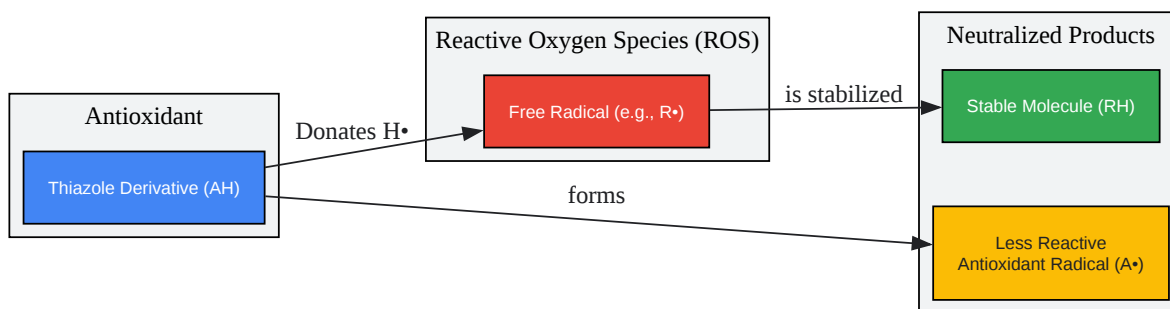 Antioxidant
Thiazole Derivative (AH)
Donates H•
Reactive Oxygen Species (ROS)
Free Radical (e.g., R•)
is stabilized
forms
Neutralized Products
Stable Molecule (RH)
Less Reactive
Antioxidant Radical (A•)